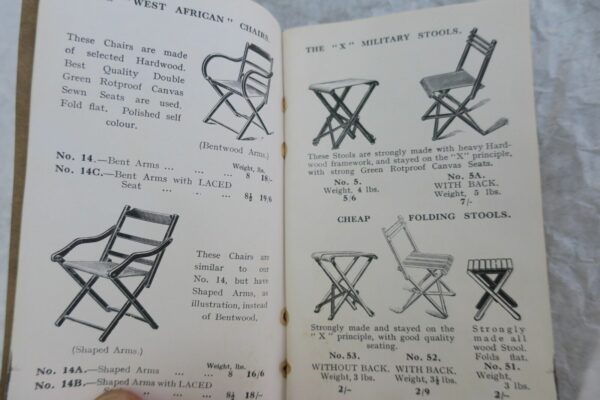 "WEST AFRICAN" CHAIRS.
These Chairs are made
of selected Hardwood.
Best Quality Double
Green Rotproof Canvas
Sewn Seats are used.
Fold flat. Polished self
colour.
(Bentwood Arms.)
Weight, lbs.
No. 14.—Bent Arms ... ... ... 8 18/-
No. 14C.—Bent Arms with LACED
Seat ... ... ... 8½ 19/6
These Chairs are
similar to our
No. 14, but have
Shaped Arms, as
illustration, instead
of Bentwood.
(Shaped Arms.)
Weight, lbs.
No. 14A.—Shaped Arms ... ... 8 16/6
No. 14B.—Shaped Arms with LACED
8½ 18/-
THE "X" MILITARY STOOLS.
These Stools are strongly made with heavy Hard-
wood framework, and stayed on the "X" principle,
with strong Green Rotproof Canvas Seats.
No. 5.
Weight, 4 lbs.
5/6
No. 5A.
WITH BACK.
Weight, 5 lbs.
7/-
CHEAP FOLDING STOOLS.
Strongly made and stayed on the
"X" principle, with good quality
seating.
No. 53.
WITHOUT BACK.
Weight, 3 lbs.
2/-
No. 52.
WITH BACK.
Weight, 3½ lbs.
2/9
Strongly
made all
wood Stool.
Folds flat.
No. 51.
Weight,
3 lbs.
2/-